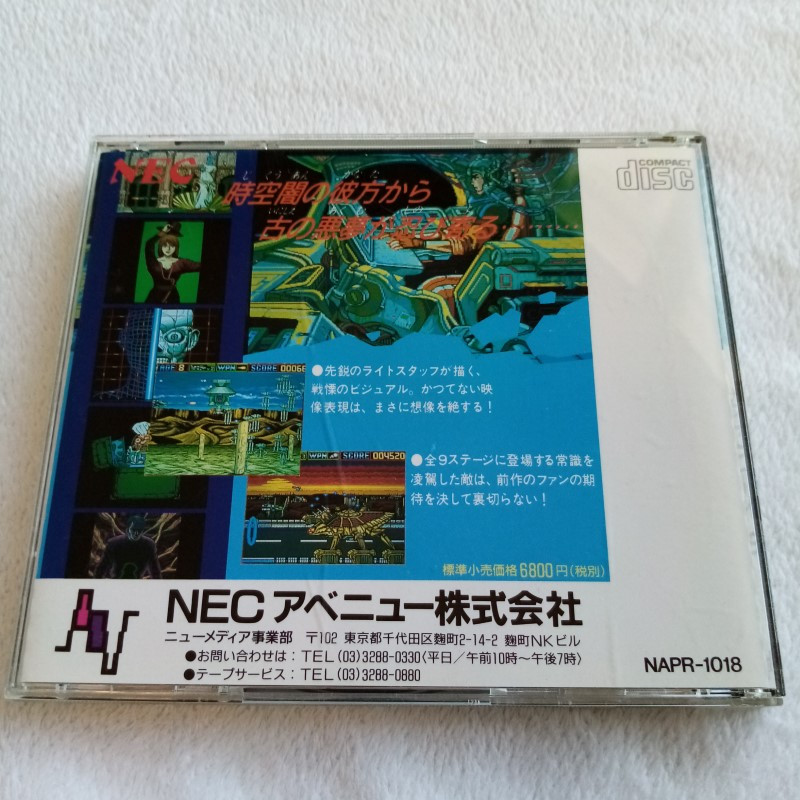 NEC
COMPACT
disc
時空闇の彼方から
古の悪夢が忍び寄る…
●先鋭のライトスタッフが描く、
戦慄のビジュアル。かつてない映
像表現は、まさに想像を絶する！
8 WPN SCORE 00006
WPN SCORE 004520
●全9ステージに登場する常識を
凌駕した敵は、前作のファンの期
待を決して裏切らない！
標準小売価格6800円(税別)
NECアベニュー株式会社
ニューメディア事業部 〒102 東京都千代田区麹町2-14-2 麹町NKビル
●お問い合わせは：TEL (03)3288-0330〈平日／午前10時～午後7時〉
●テープサービス：TEL (03)3288-0880
NAPR-1018